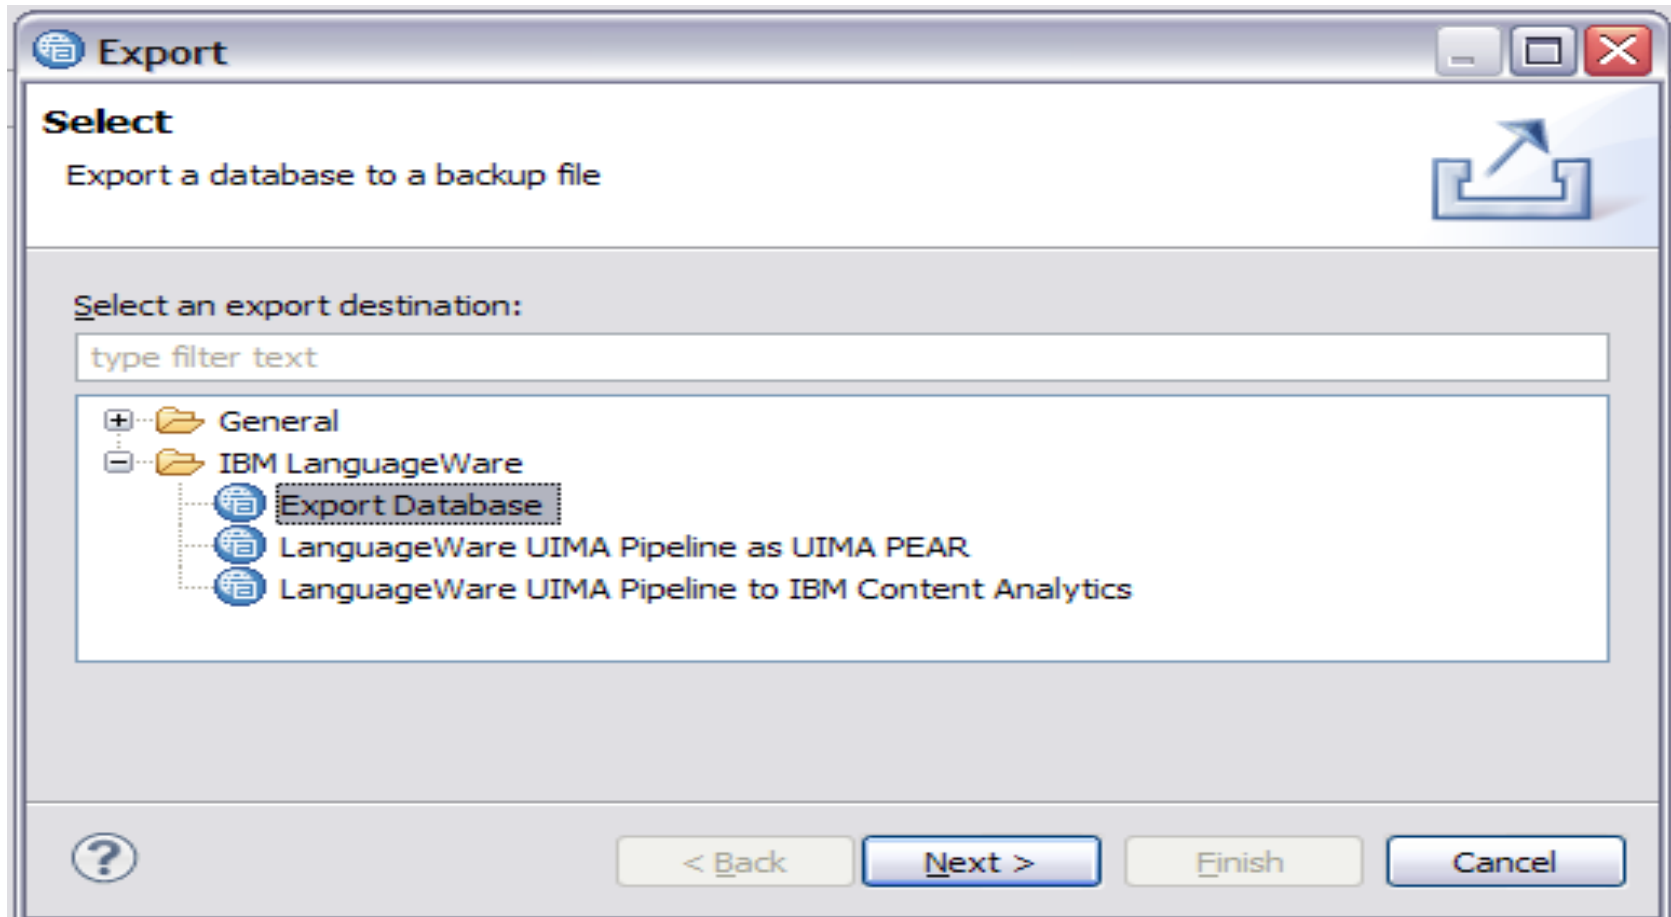 Export
Select
Export a database to a backup file
Select an export destination:
type filter text
General
IBM LanguageWare
Export Database
LanguageWare UIMA Pipeline as UIMA PEAR
LanguageWare UIMA Pipeline to IBM Content Analytics
? < Back Next > Finish Cancel